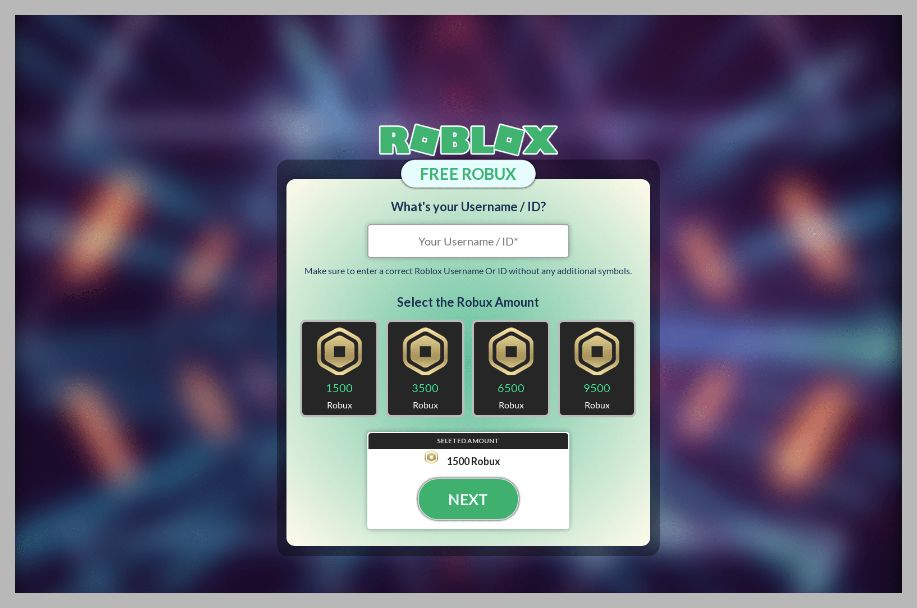 ROBLOX
FREE ROBUX
What's your Username / ID?
Your Username / ID*
Make sure to enter a correct Roblox Username Or ID without any additional symbols.
Select the Robux Amount
1500 3500 6500 9500
Robux Robux Robux Robux
SELETED AMOUNT
1500 Robux
NEXT